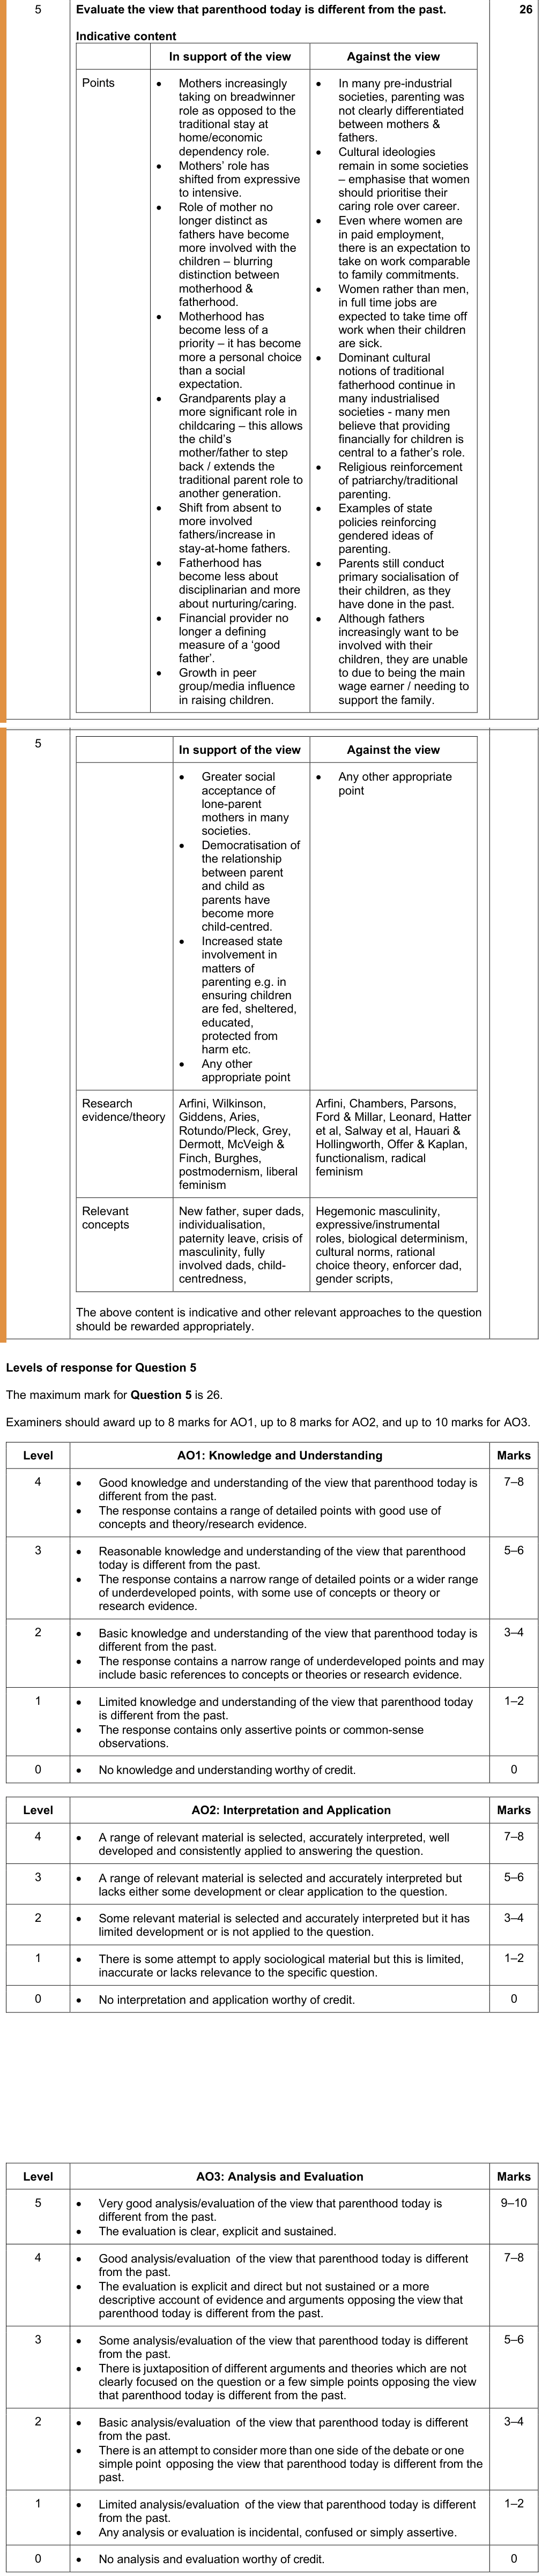 5
Evaluate the view that parenthood today is different from the past.
26
Indicative content
In support of the view
Against the view
Points
• Mothers increasingly
taking on breadwinner
role as opposed to the
traditional stay at
home/economic
dependency role.
• Mothers' role has
shifted from expressive
to intensive.
• Role of mother no
longer distinct as
fathers have become
more involved with the
children – blurring
distinction between
motherhood &
fatherhood.
• Motherhood has
become less of a
priority – it has become
more a personal choice
than a social
expectation.
• Grandparents play a
more significant role in
childcaring – this allows
the child's
mother/father to step
back / extends the
traditional parent role to
another generation.
• Shift from absent to
more involved
fathers/increase in
stay-at-home fathers.
• Fatherhood has
become less about
disciplinarian and more
about nurturing/caring.
• Financial provider no
longer a defining
measure of a 'good
father'.
• Growth in peer
group/media influence
in raising children.
• In many pre-industrial
societies, parenting was
not clearly differentiated
between mothers &
fathers.
• Cultural ideologies
remain in some societies
– emphasise that women
should prioritise their
caring role over career.
• Even where women are
in paid employment,
there is an expectation to
take on work comparable
to family commitments.
• Women rather than men,
in full time jobs are
expected to take time off
work when their children
are sick.
• Dominant cultural
notions of traditional
fatherhood continue in
many industrialised
societies - many men
believe that providing
financially for children is
central to a father's role.
• Religious reinforcement
of patriarchy/traditional
parenting.
• Examples of state
policies reinforcing
gendered ideas of
parenting.
• Parents still conduct
primary socialisation of
their children, as they
have done in the past.
• Although fathers
increasingly want to be
involved with their
children, they are unable
to due to being the main
wage earner / needing to
support the family.
5
In support of the view
Against the view
• Greater social
acceptance of
lone-parent
mothers in many
societies.
• Democratisation of
the relationship
between parent
and child as
parents have
become more
child-centred.
• Increased state
involvement in
matters of
parenting e.g. in
ensuring children
are fed, sheltered,
educated,
protected from
harm etc.
• Any other
appropriate point
• Any other appropriate
point
Research
evidence/theory
Arfini, Wilkinson,
Giddens, Aries,
Rotundo/Pleck, Grey,
Dermott, McVeigh &
Finch, Burghes,
postmodernism, liberal
feminism
Arfini, Chambers, Parsons,
Ford & Millar, Leonard, Hatter
et al, Salway et al, Hauari &
Hollingworth, Offer & Kaplan,
functionalism, radical
feminism
Relevant
concepts
New father, super dads,
individualisation,
paternity leave, crisis of
masculinity, fully
involved dads, child-
centredness,
Hegemonic masculinity,
expressive/instrumental
roles, biological determinism,
cultural norms, rational
choice theory, enforcer dad,
gender scripts,
The above content is indicative and other relevant approaches to the question
should be rewarded appropriately.
Levels of response for Question 5
The maximum mark for Question 5 is 26.
Examiners should award up to 8 marks for AO1, up to 8 marks for AO2, and up to 10 marks for AO3.
Level
AO1: Knowledge and Understanding
Marks
4
• Good knowledge and understanding of the view that parenthood today is
different from the past.
• The response contains a range of detailed points with good use of
concepts and theory/research evidence.
7–8
3
• Reasonable knowledge and understanding of the view that parenthood
today is different from the past.
• The response contains a narrow range of detailed points or a wider range
of underdeveloped points, with some use of concepts or theory or
research evidence.
5–6
2
• Basic knowledge and understanding of the view that parenthood today is
different from the past.
• The response contains a narrow range of underdeveloped points and may
include basic references to concepts or theories or research evidence.
3–4
1
• Limited knowledge and understanding of the view that parenthood today
is different from the past.
• The response contains only assertive points or common-sense
observations.
1–2
0
• No knowledge and understanding worthy of credit.
0
Level
AO2: Interpretation and Application
Marks
4
• A range of relevant material is selected, accurately interpreted, well
developed and consistently applied to answering the question.
7–8
3
• A range of relevant material is selected and accurately interpreted but
lacks either some development or clear application to the question.
5–6
2
• Some relevant material is selected and accurately interpreted but it has
limited development or is not applied to the question.
3–4
1
• There is some attempt to apply sociological material but this is limited,
inaccurate or lacks relevance to the specific question.
1–2
0
• No interpretation and application worthy of credit.
0
Level
AO3: Analysis and Evaluation
Marks
5
• Very good analysis/evaluation of the view that parenthood today is
different from the past.
• The evaluation is clear, explicit and sustained.
9–10
4
• Good analysis/evaluation of the view that parenthood today is different
from the past.
• The evaluation is explicit and direct but not sustained or a more
descriptive account of evidence and arguments opposing the view that
parenthood today is different from the past.
7–8
3
• Some analysis/evaluation of the view that parenthood today is different
from the past.
• There is juxtaposition of different arguments and theories which are not
clearly focused on the question or a few simple points opposing the view
that parenthood today is different from the past.
5–6
2
• Basic analysis/evaluation of the view that parenthood today is different
from the past.
• There is an attempt to consider more than one side of the debate or one
simple point opposing the view that parenthood today is different from the
past.
3–4
1
• Limited analysis/evaluation of the view that parenthood today is different
from the past.
• Any analysis or evaluation is incidental, confused or simply assertive.
1–2
0
• No analysis and evaluation worthy of credit.
0